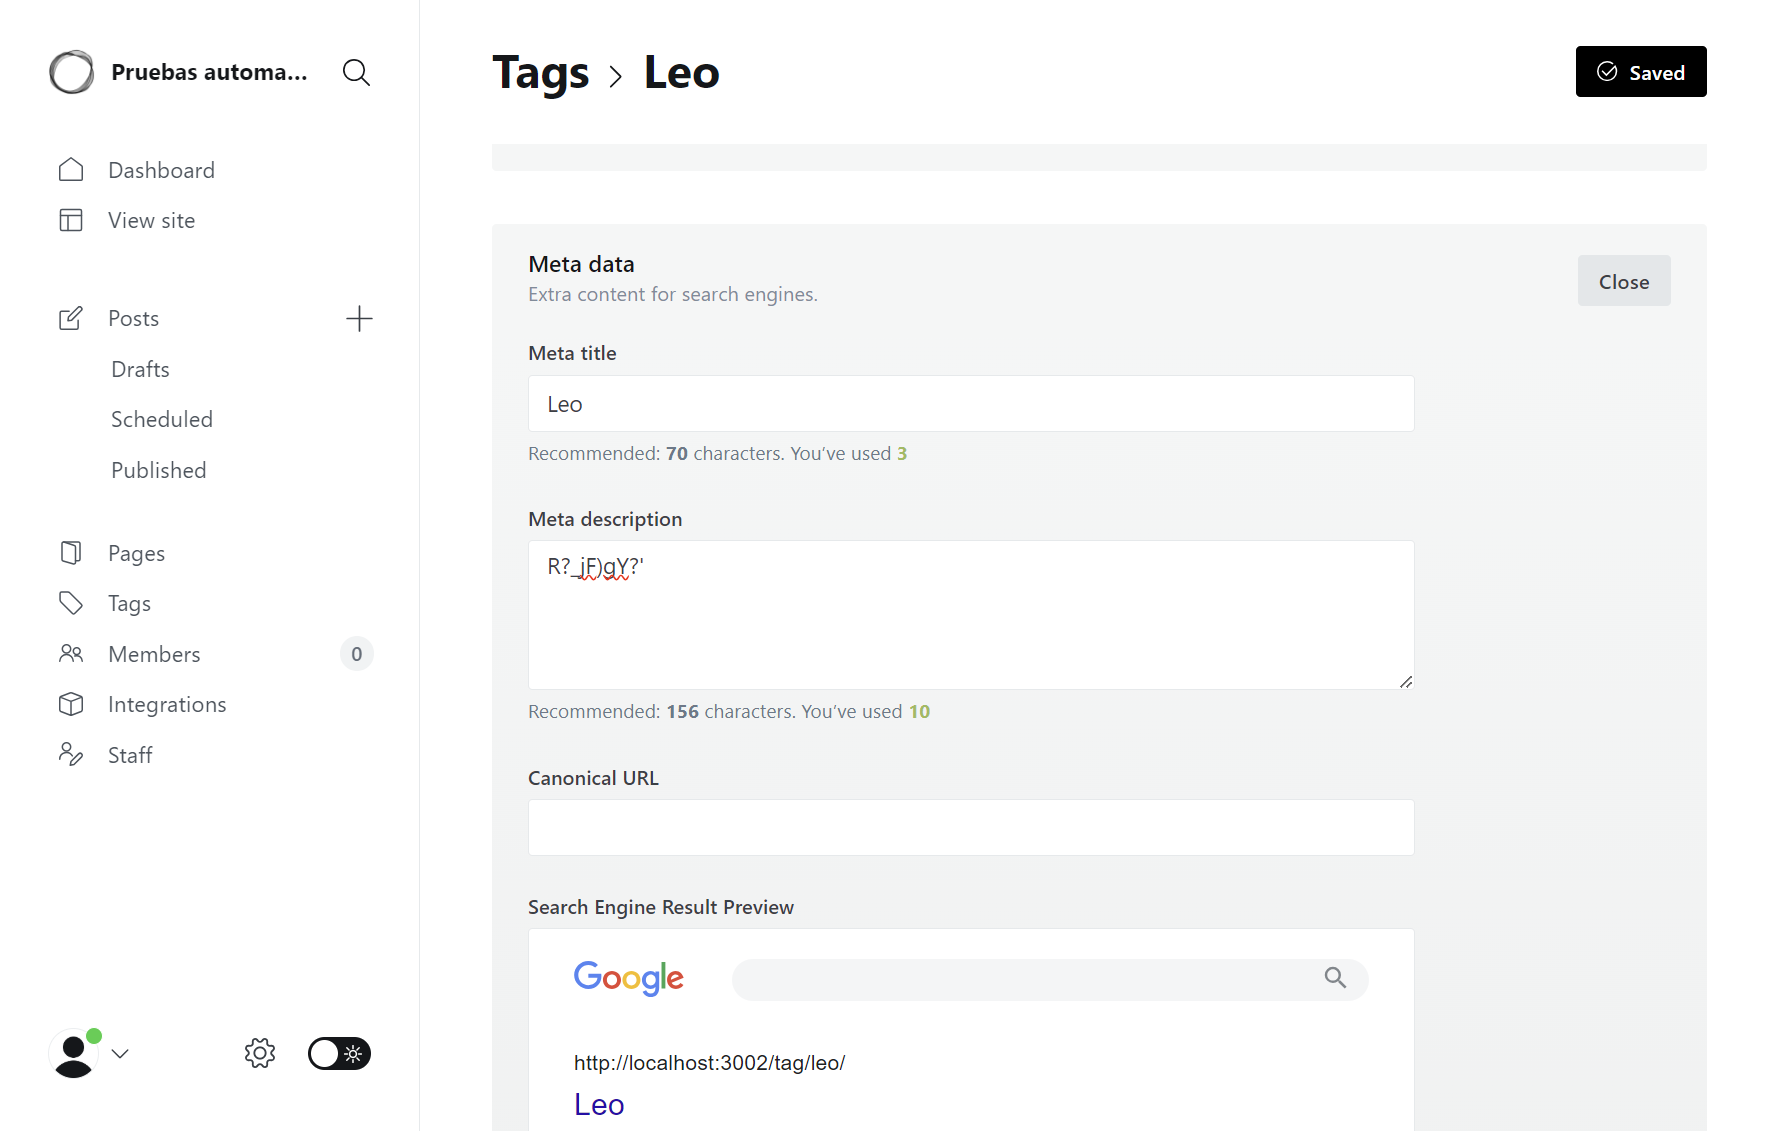 Pruebas automa...
Dashboard
View site
Posts
Drafts
Scheduled
Published
Pages
Tags
Members 0
Integrations
Staff
Tags > Leo
Saved
Meta data
Extra content for search engines.
Close
Meta title
Leo
Recommended: 70 characters. You’ve used 3
Meta description
R?_jF)gY?'
Recommended: 156 characters. You’ve used 10
Canonical URL
Search Engine Result Preview
Google
http://localhost:3002/tag/leo/
Leo